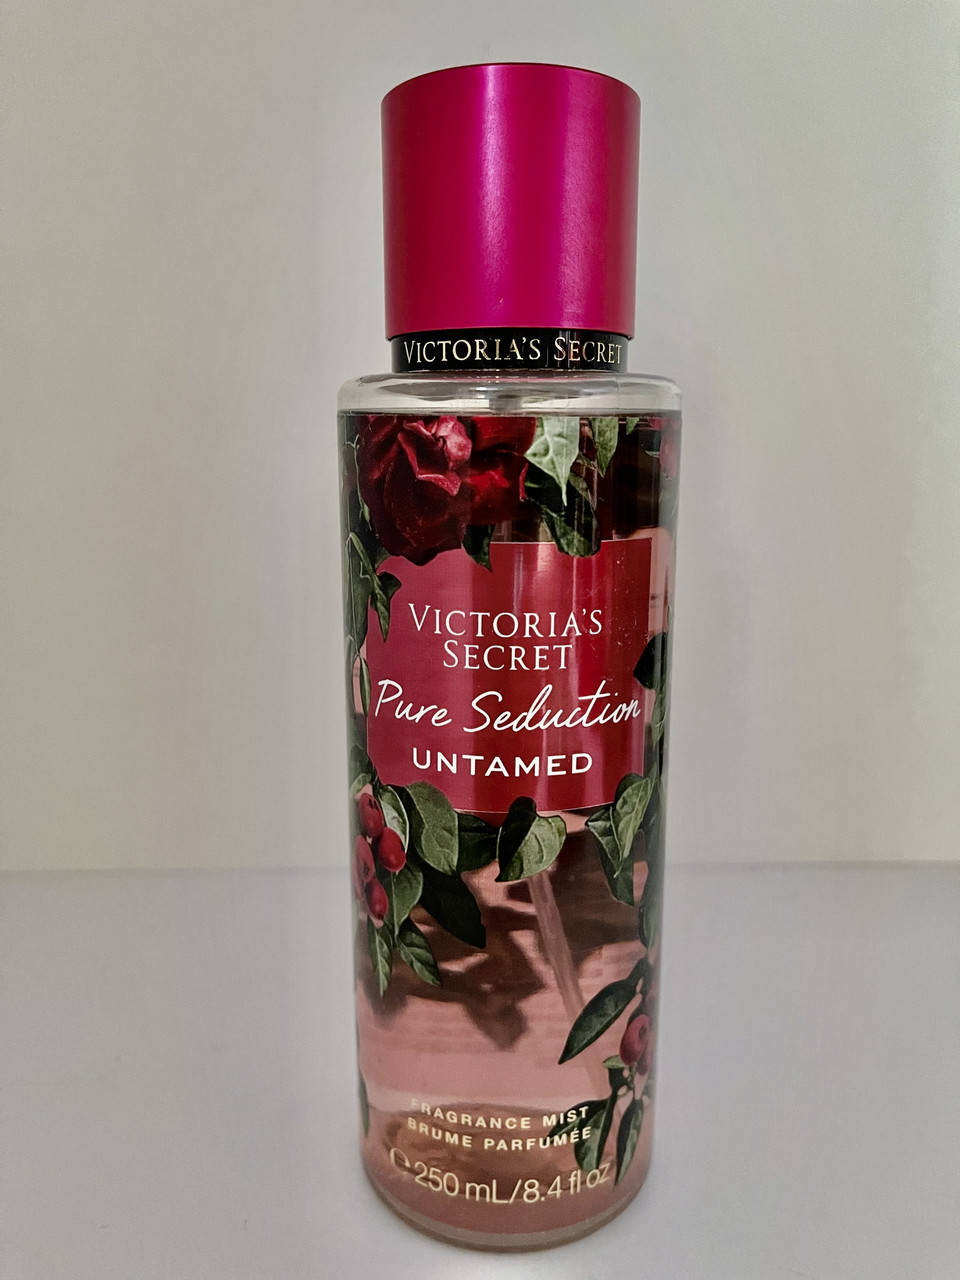 VICTORIA'S SECRET
VICTORIA'S
SECRET
Pure Seduction
UNTAMED
FRAGRANCE MIST
BRUME PARFUMÉE
℮ 250 mL/8.4 fl oz